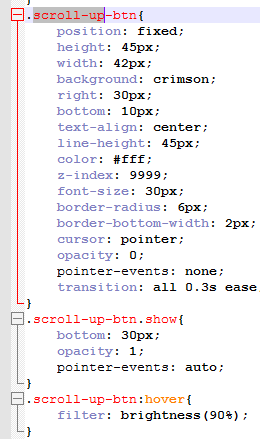 .scroll-up-btn{
position: fixed;
height: 45px;
width: 42px;
background: crimson;
right: 30px;
bottom: 10px;
text-align: center;
line-height: 45px;
color: #fff;
z-index: 9999;
font-size: 30px;
border-radius: 6px;
border-bottom-width: 2px;
cursor: pointer;
opacity: 0;
pointer-events: none;
transition: all 0.3s ease;
}
.scroll-up-btn.show{
bottom: 30px;
opacity: 1;
pointer-events: auto;
}
.scroll-up-btn:hover{
filter: brightness(90%);
}